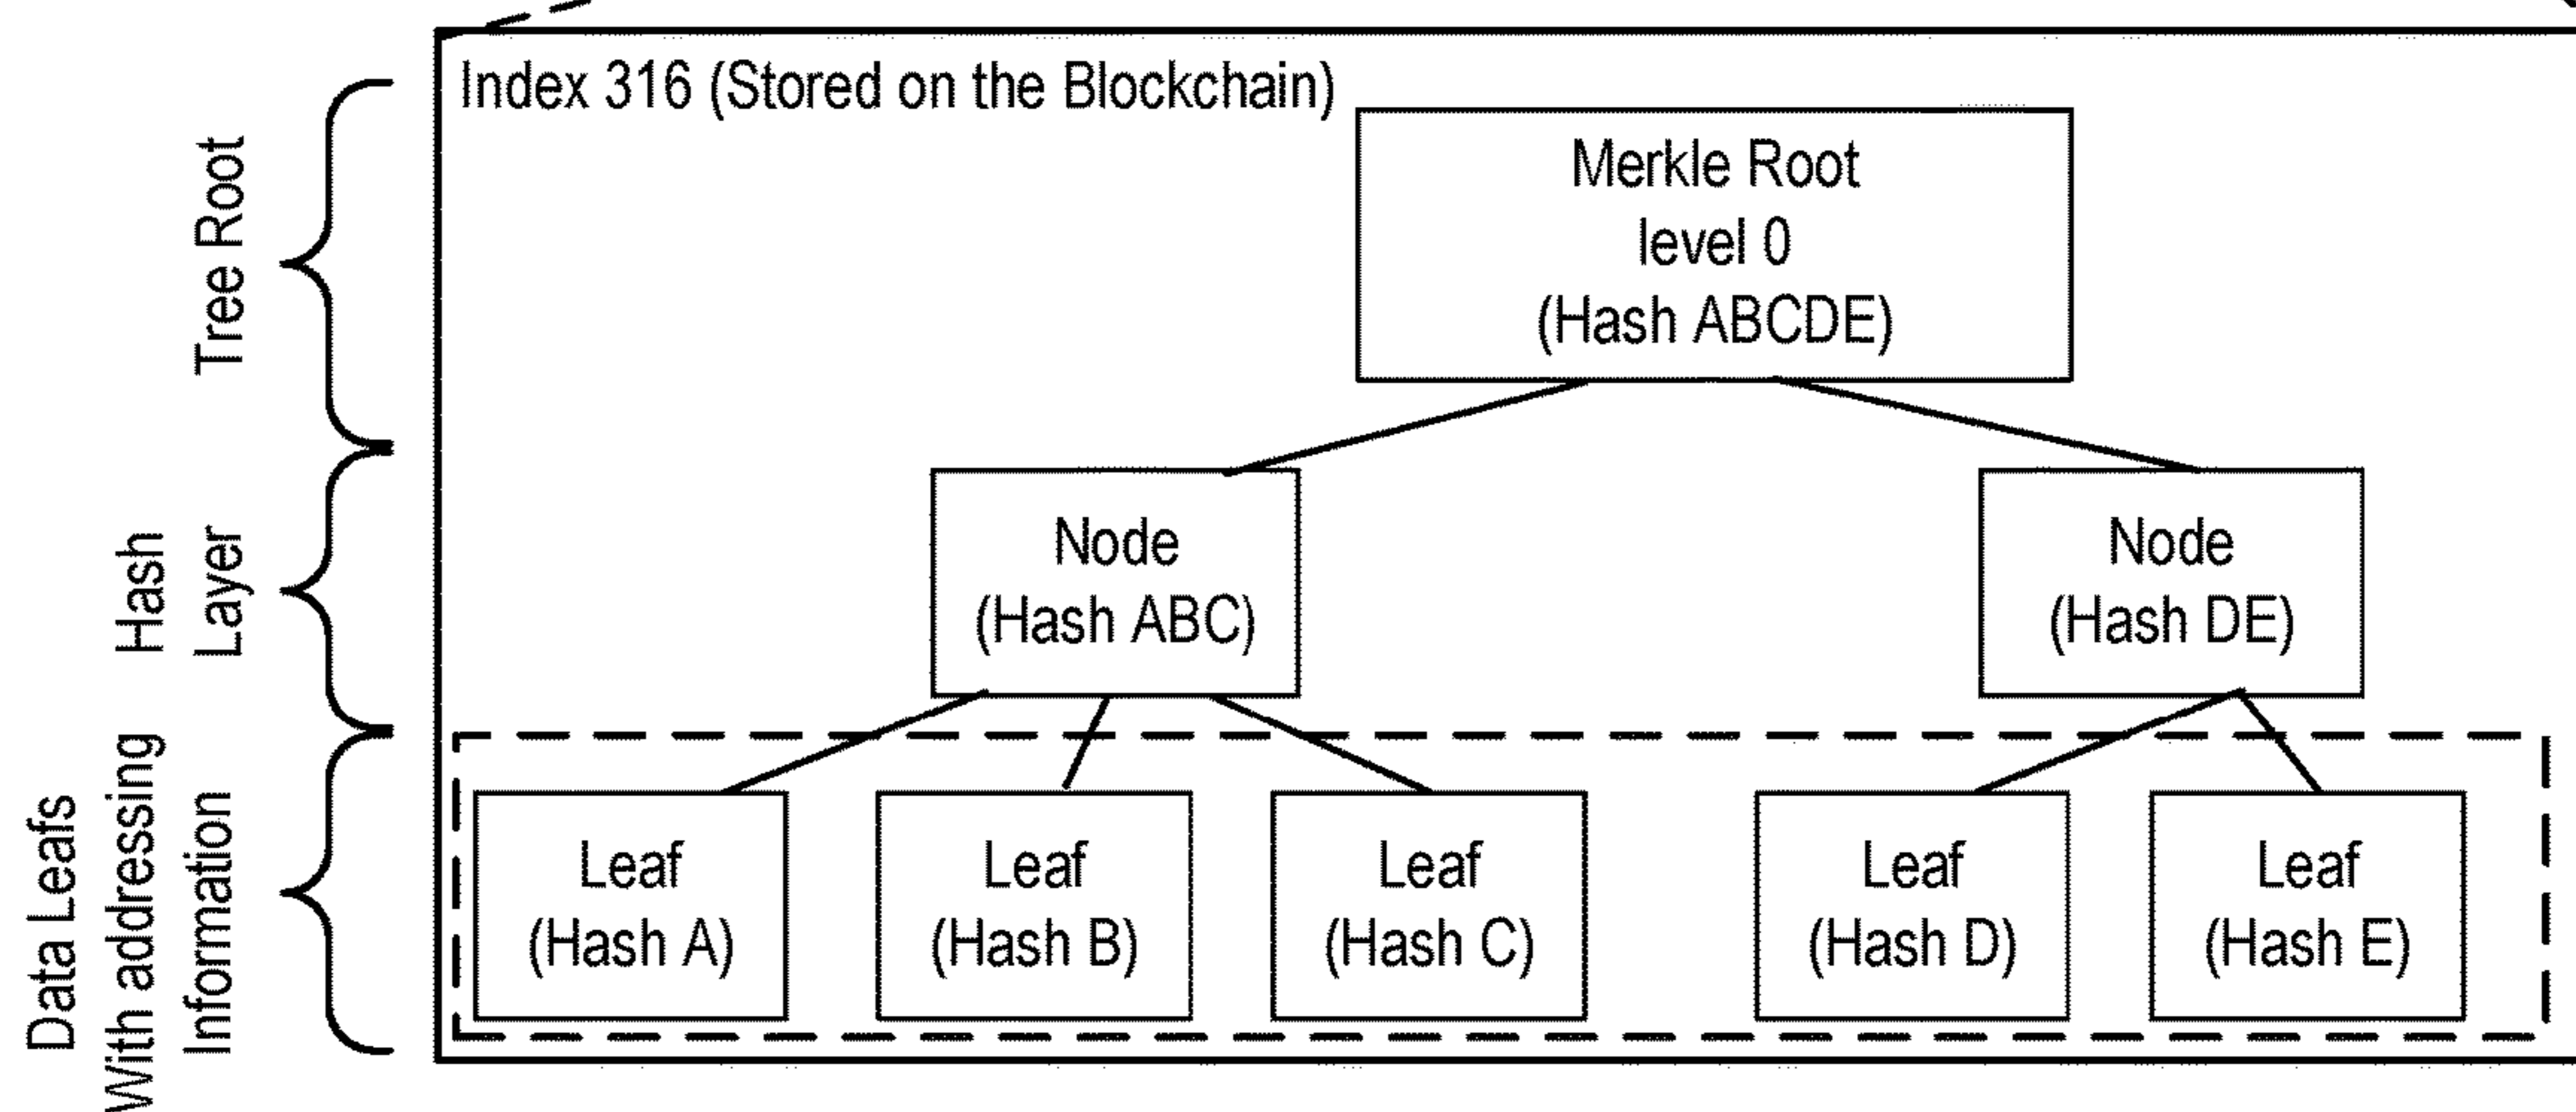 Index 316 (Stored on the Blockchain)
Tree Root
Merkle Root
level 0
(Hash ABCDE)
Hash
Layer
Node
(Hash ABC)
Node
(Hash DE)
Data Leafs
With addressing
Information
Leaf
(Hash A)
Leaf
(Hash B)
Leaf
(Hash C)
Leaf
(Hash D)
Leaf
(Hash E)